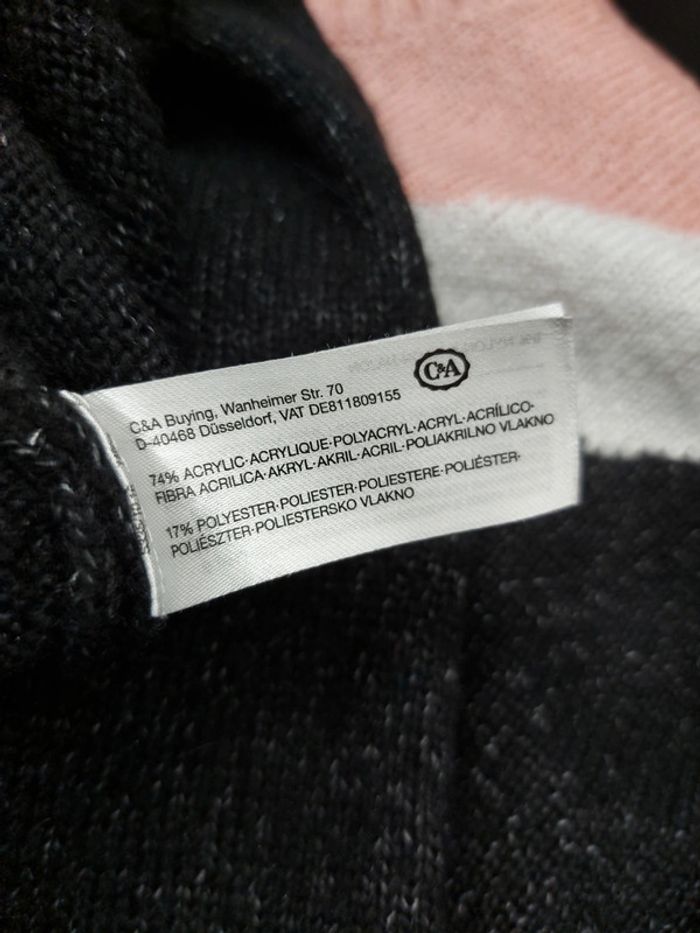 C&A
C&A Buying, Wanheimer Str. 70
D-40468 Düsseldorf, VAT DE811809155
74% ACRYLIC·ACRYLIQUE·POLYACRYL·ACRYL·ACRÍLICO·
FIBRA ACRILICA·AKRYL·AKRIL·ACRIL·POLIAKRILNO VLAKNO
17% POLYESTER·POLIESTER·POLIESTERE·POLIÉSTER·
POLIÉSZTER·POLIESTERSKO VLAKNO